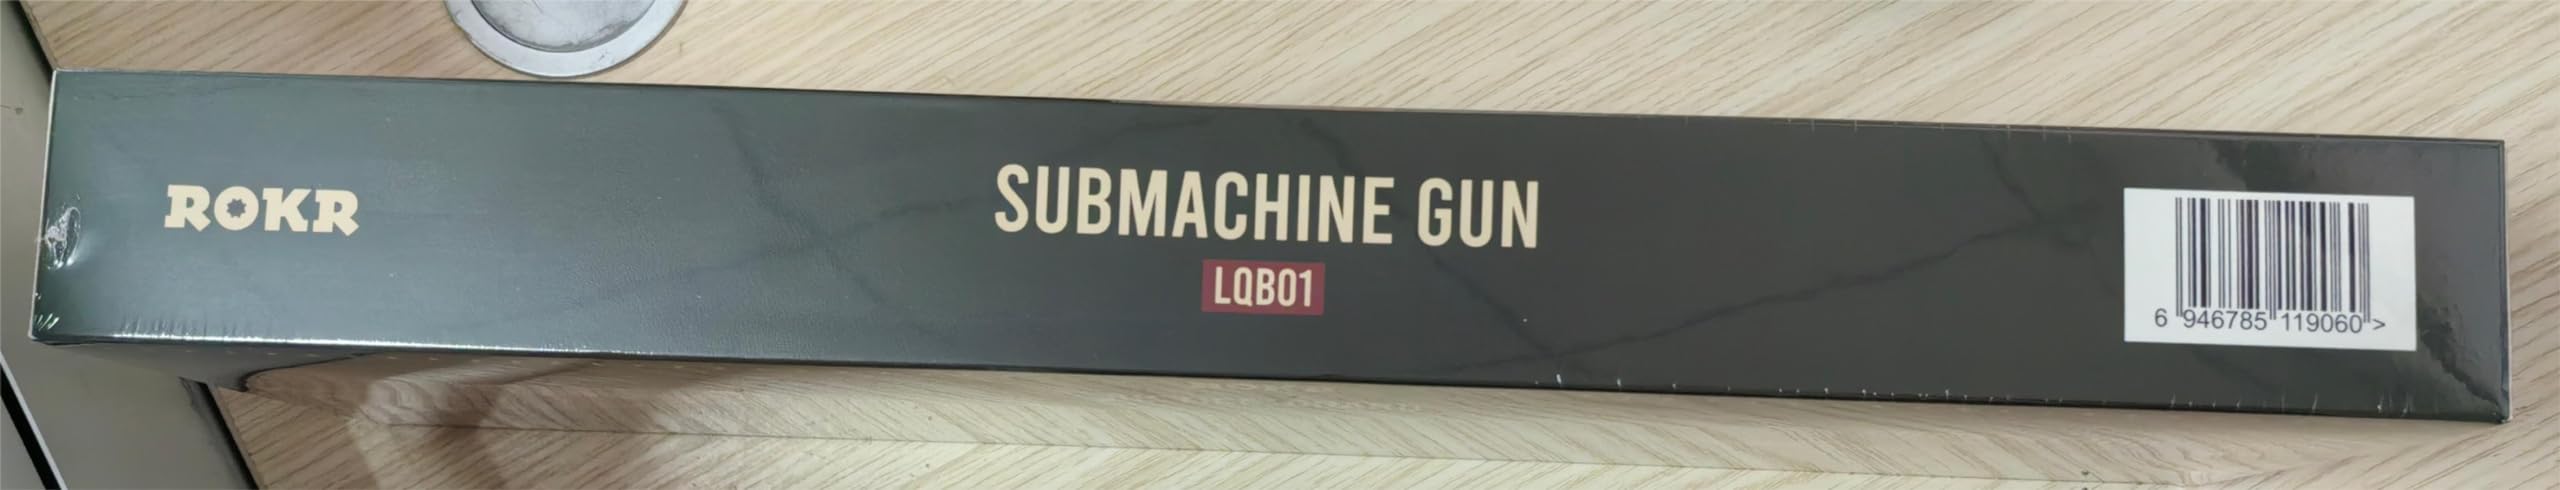 ROKR
SUBMACHINE GUN
LQB01
6 946785 119060 >